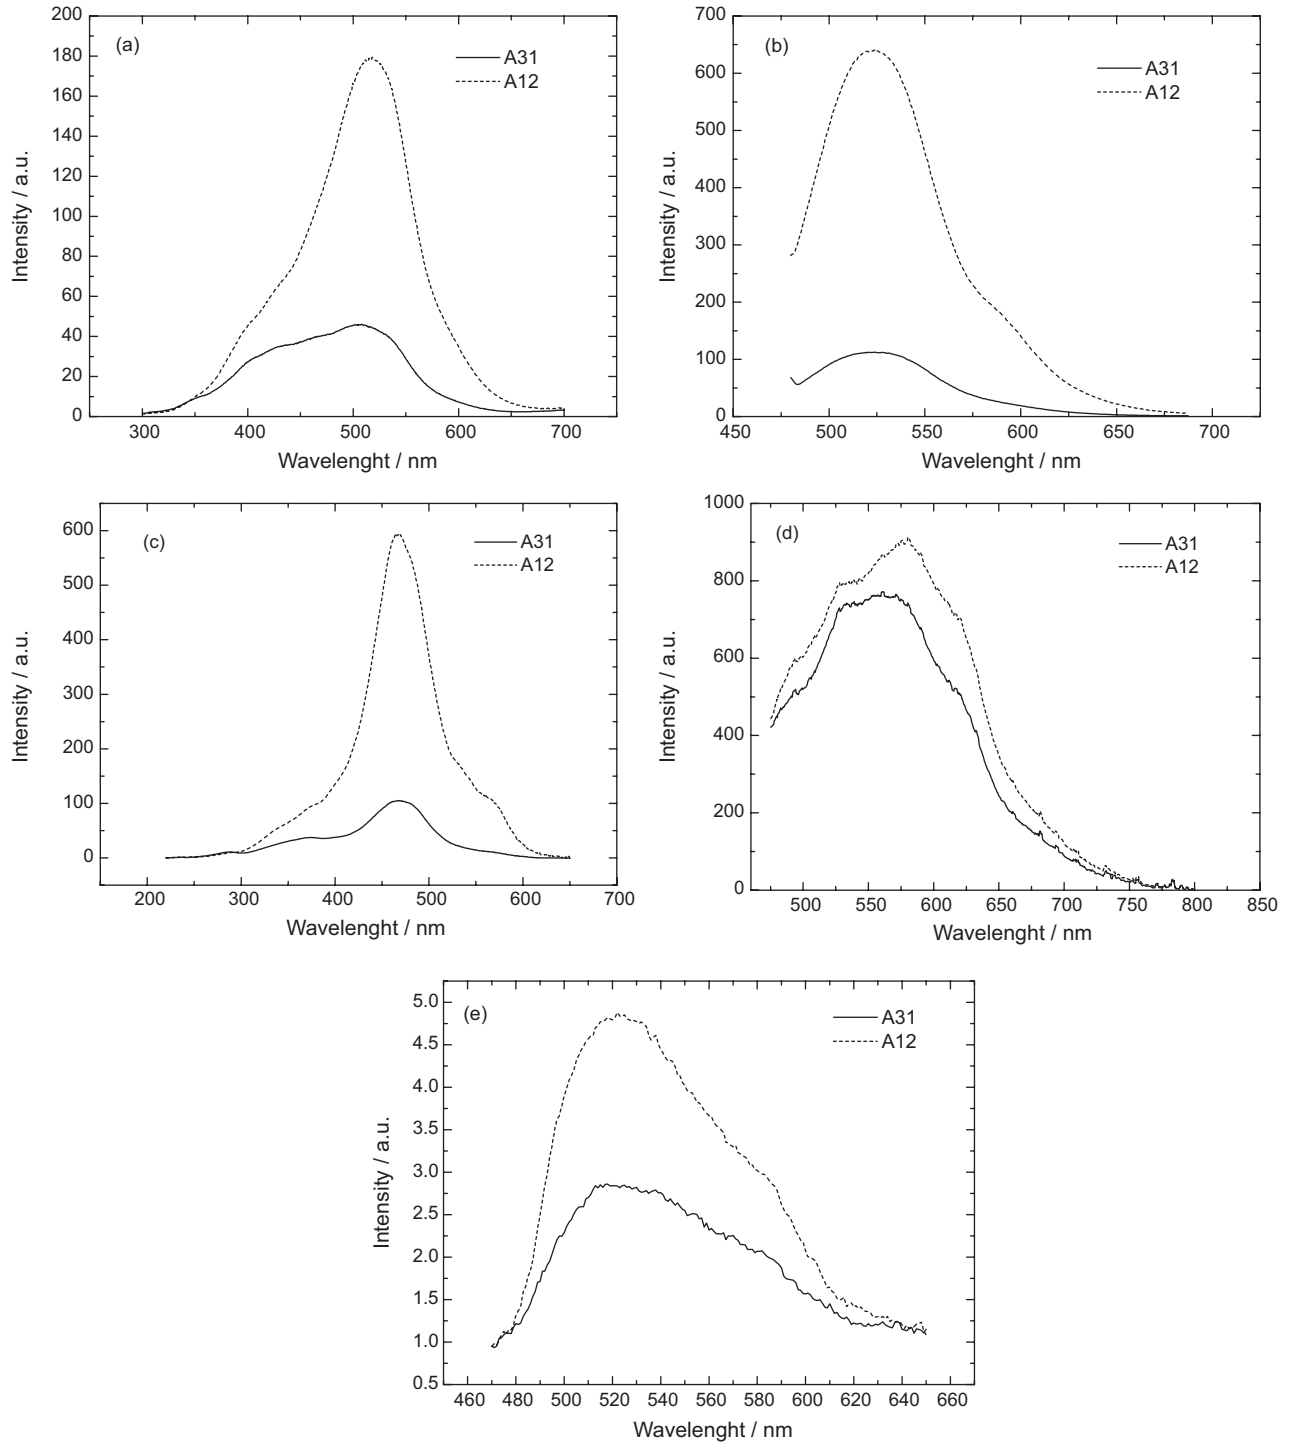 (a)
A31
A12
200
180
160
140
120
100
80
60
40
20
0
Intensity / a.u.
300 400 500 600 700
Wavelenght / nm
(b)
A31
A12
700
600
500
400
300
200
100
0
Intensity / a.u.
450 500 550 600 650 700
Wavelenght / nm
(c)
A31
A12
600
500
400
300
200
100
0
Intensity / a.u.
200 300 400 500 600 700
Wavelenght / nm
(d)
A31
A12
1000
800
600
400
200
0
Intensity / a.u.
500 550 600 650 700 750 800 850
Wavelenght / nm
(e)
A31
A12
5.0
4.5
4.0
3.5
3.0
2.5
2.0
1.5
1.0
0.5
Intensity / a.u.
460 480 500 520 540 560 580 600 620 640 660
Wavelenght / nm